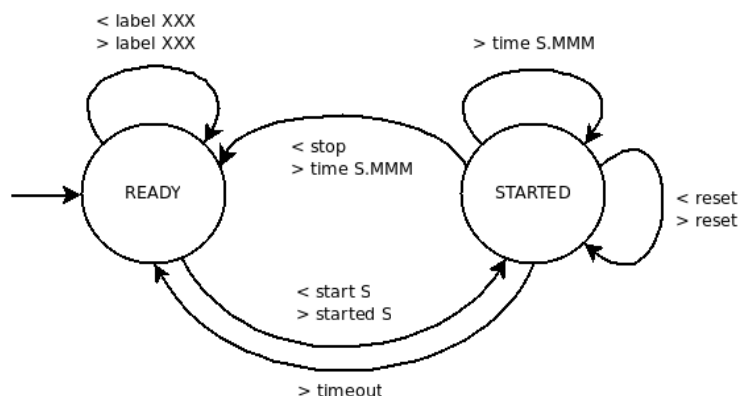 < label XXX
> label XXX
> time S.MMM
< stop
> time S.MMM
READY
STARTED
< reset
> reset
< start S
> started S
> timeout